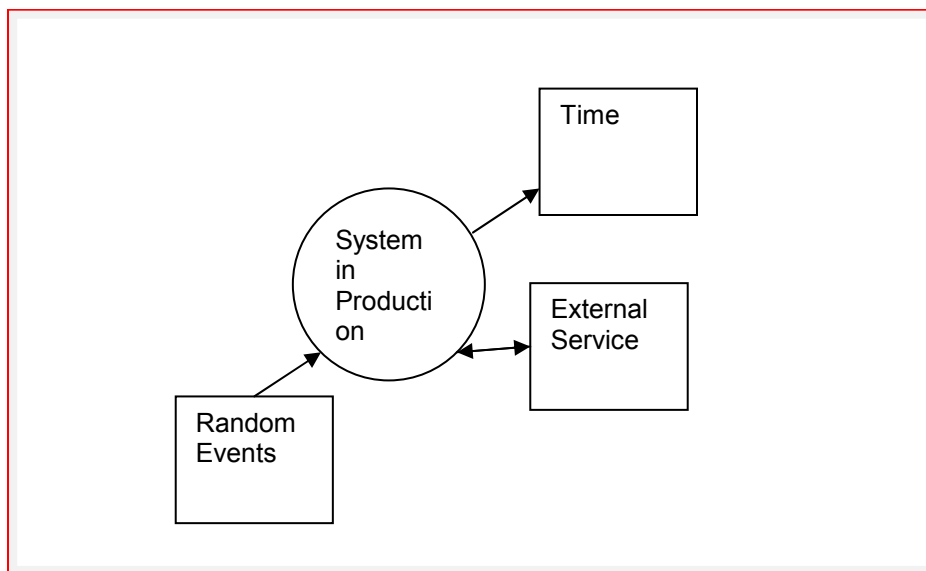 Time
System
in
Producti
on
External
Service
Random
Events